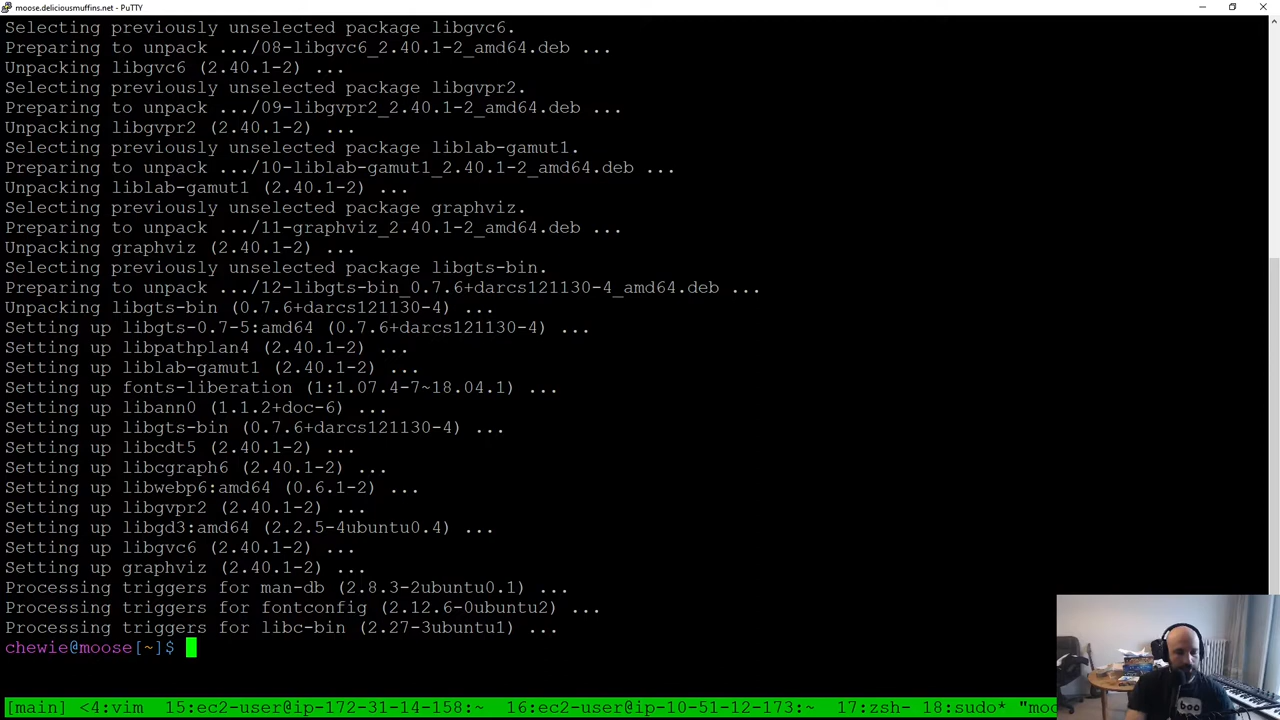 moose.deliciousmuffins.net - PuTTY
Selecting previously unselected package libgvc6.
Preparing to unpack .../08-libgvc6_2.40.1-2_amd64.deb ...
Unpacking libgvc6 (2.40.1-2) ...
Selecting previously unselected package libgvpr2.
Preparing to unpack .../09-libgvpr2_2.40.1-2_amd64.deb ...
Unpacking libgvpr2 (2.40.1-2) ...
Selecting previously unselected package liblab-gamut1.
Preparing to unpack .../10-liblab-gamut1_2.40.1-2_amd64.deb ...
Unpacking liblab-gamut1 (2.40.1-2) ...
Selecting previously unselected package graphviz.
Preparing to unpack .../11-graphviz_2.40.1-2_amd64.deb ...
Unpacking graphviz (2.40.1-2) ...
Selecting previously unselected package libgts-bin.
Preparing to unpack .../12-libgts-bin_0.7.6+darcs121130-4_amd64.deb ...
Unpacking libgts-bin (0.7.6+darcs121130-4) ...
Setting up libgts-0.7-5:amd64 (0.7.6+darcs121130-4) ...
Setting up libpathplan4 (2.40.1-2) ...
Setting up liblab-gamut1 (2.40.1-2) ...
Setting up fonts-liberation (1:1.07.4-7~18.04.1) ...
Setting up libann0 (1.1.2+doc-6) ...
Setting up libgts-bin (0.7.6+darcs121130-4) ...
Setting up libcdt5 (2.40.1-2) ...
Setting up libcgraph6 (2.40.1-2) ...
Setting up libwebp6:amd64 (0.6.1-2) ...
Setting up libgvpr2 (2.40.1-2) ...
Setting up libgd3:amd64 (2.2.5-4ubuntu0.4) ...
Setting up libgvc6 (2.40.1-2) ...
Setting up graphviz (2.40.1-2) ...
Processing triggers for man-db (2.8.3-2ubuntu0.1) ...
Processing triggers for fontconfig (2.12.6-0ubuntu2) ...
Processing triggers for libc-bin (2.27-3ubuntu1) ...
chewie@moose[~]$
[main] <4:vim 15:ec2-user@ip-172-31-14-158:~ 16:ec2-user@ip-10-51-12-173:~ 17:zsh- 18:sudo* "moo
boo